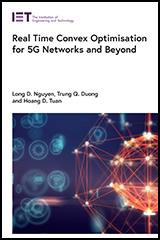 IET The Institution of
Engineering and Technology
Real Time Convex Optimisation
for 5G Networks and Beyond
Long D. Nguyen, Trung Q. Duong
and Hoang D. Tuan